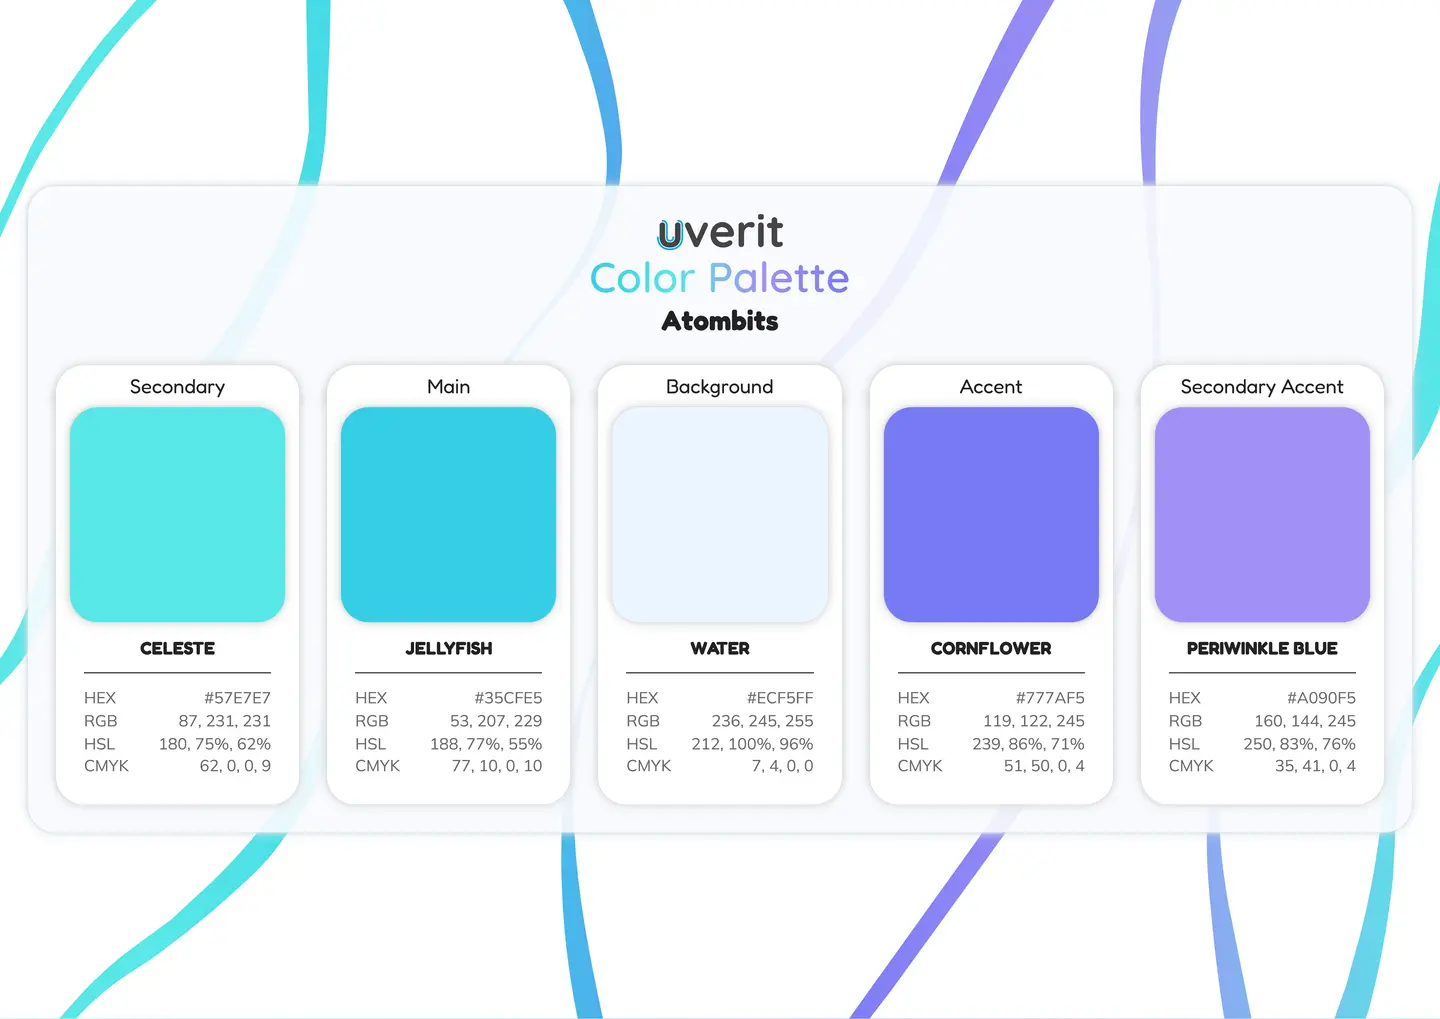 uverit
Color Palette
Atombits
Secondary
CELESTE
HEX #57E7E7
RGB 87, 231, 231
HSL 180, 75%, 62%
CMYK 62, 0, 0, 9
Main
JELLYFISH
HEX #35CFE5
RGB 53, 207, 229
HSL 188, 77%, 55%
CMYK 77, 10, 0, 10
Background
WATER
HEX #ECF5FF
RGB 236, 245, 255
HSL 212, 100%, 96%
CMYK 7, 4, 0, 0
Accent
CORNFLOWER
HEX #777AF5
RGB 119, 122, 245
HSL 239, 86%, 71%
CMYK 51, 50, 0, 4
Secondary Accent
PERIWINKLE BLUE
HEX #A090F5
RGB 160, 144, 245
HSL 250, 83%, 76%
CMYK 35, 41, 0, 4